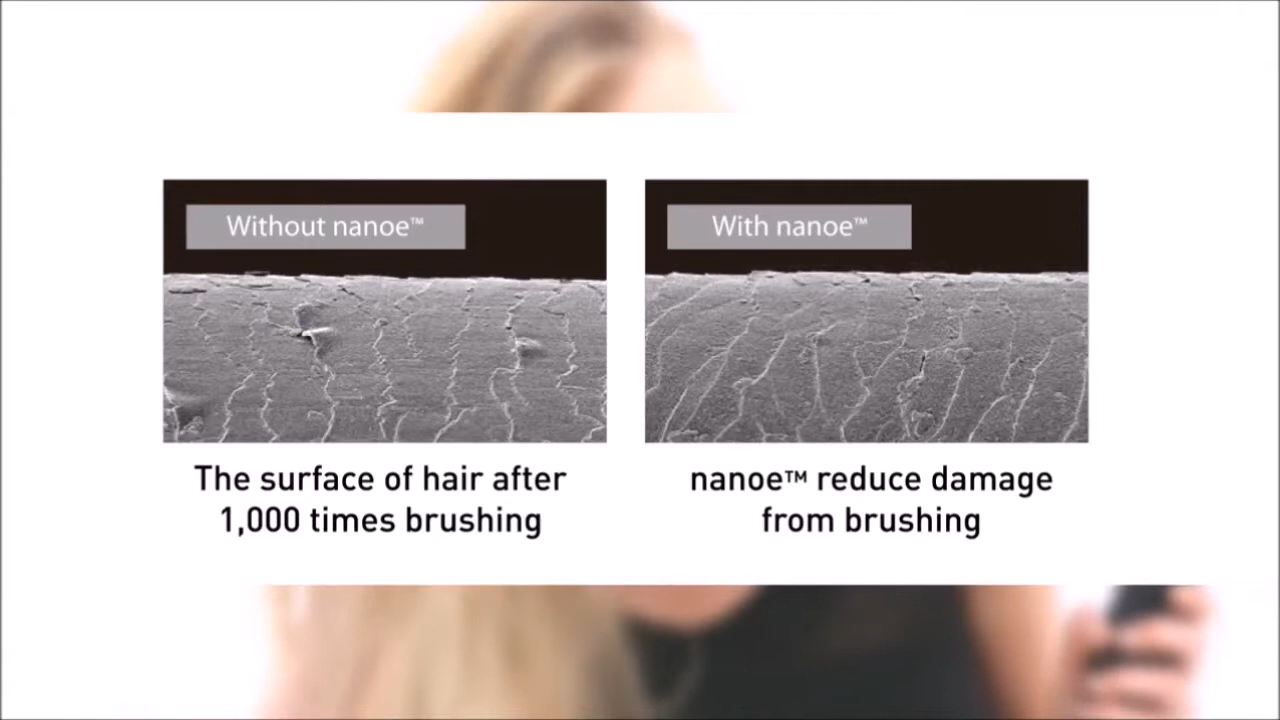 Without nanoe™
With nanoe™
The surface of hair after
1,000 times brushing
nanoe™ reduce damage
from brushing